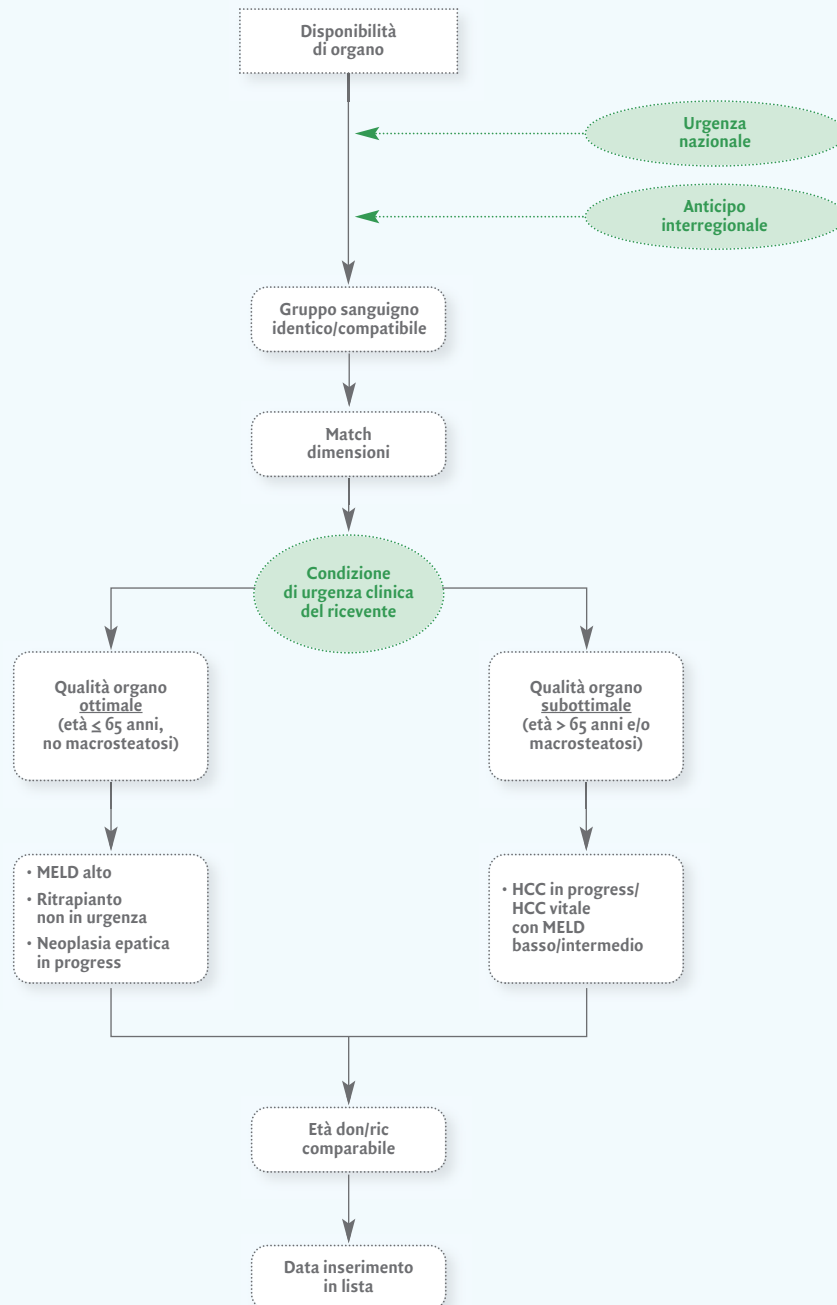 Disponibilità
di organo
Urgenza
nazionale
Anticipo
interregionale
Gruppo sanguigno
identico/compatibile
Match
dimensioni
Condizione
di urgenza clinica
del ricevente
Qualità organo
ottimale
(età ≤ 65 anni,
no macrosteatosi)
Qualità organo
subottimale
(età > 65 anni e/o
macrosteatosi)
• MELD alto
• Ritrapianto
non in urgenza
• Neoplasia epatica
in progress
• HCC in progress/
HCC vitale
con MELD
basso/intermedio
Età don/ric
comparabile
Data inserimento
in lista